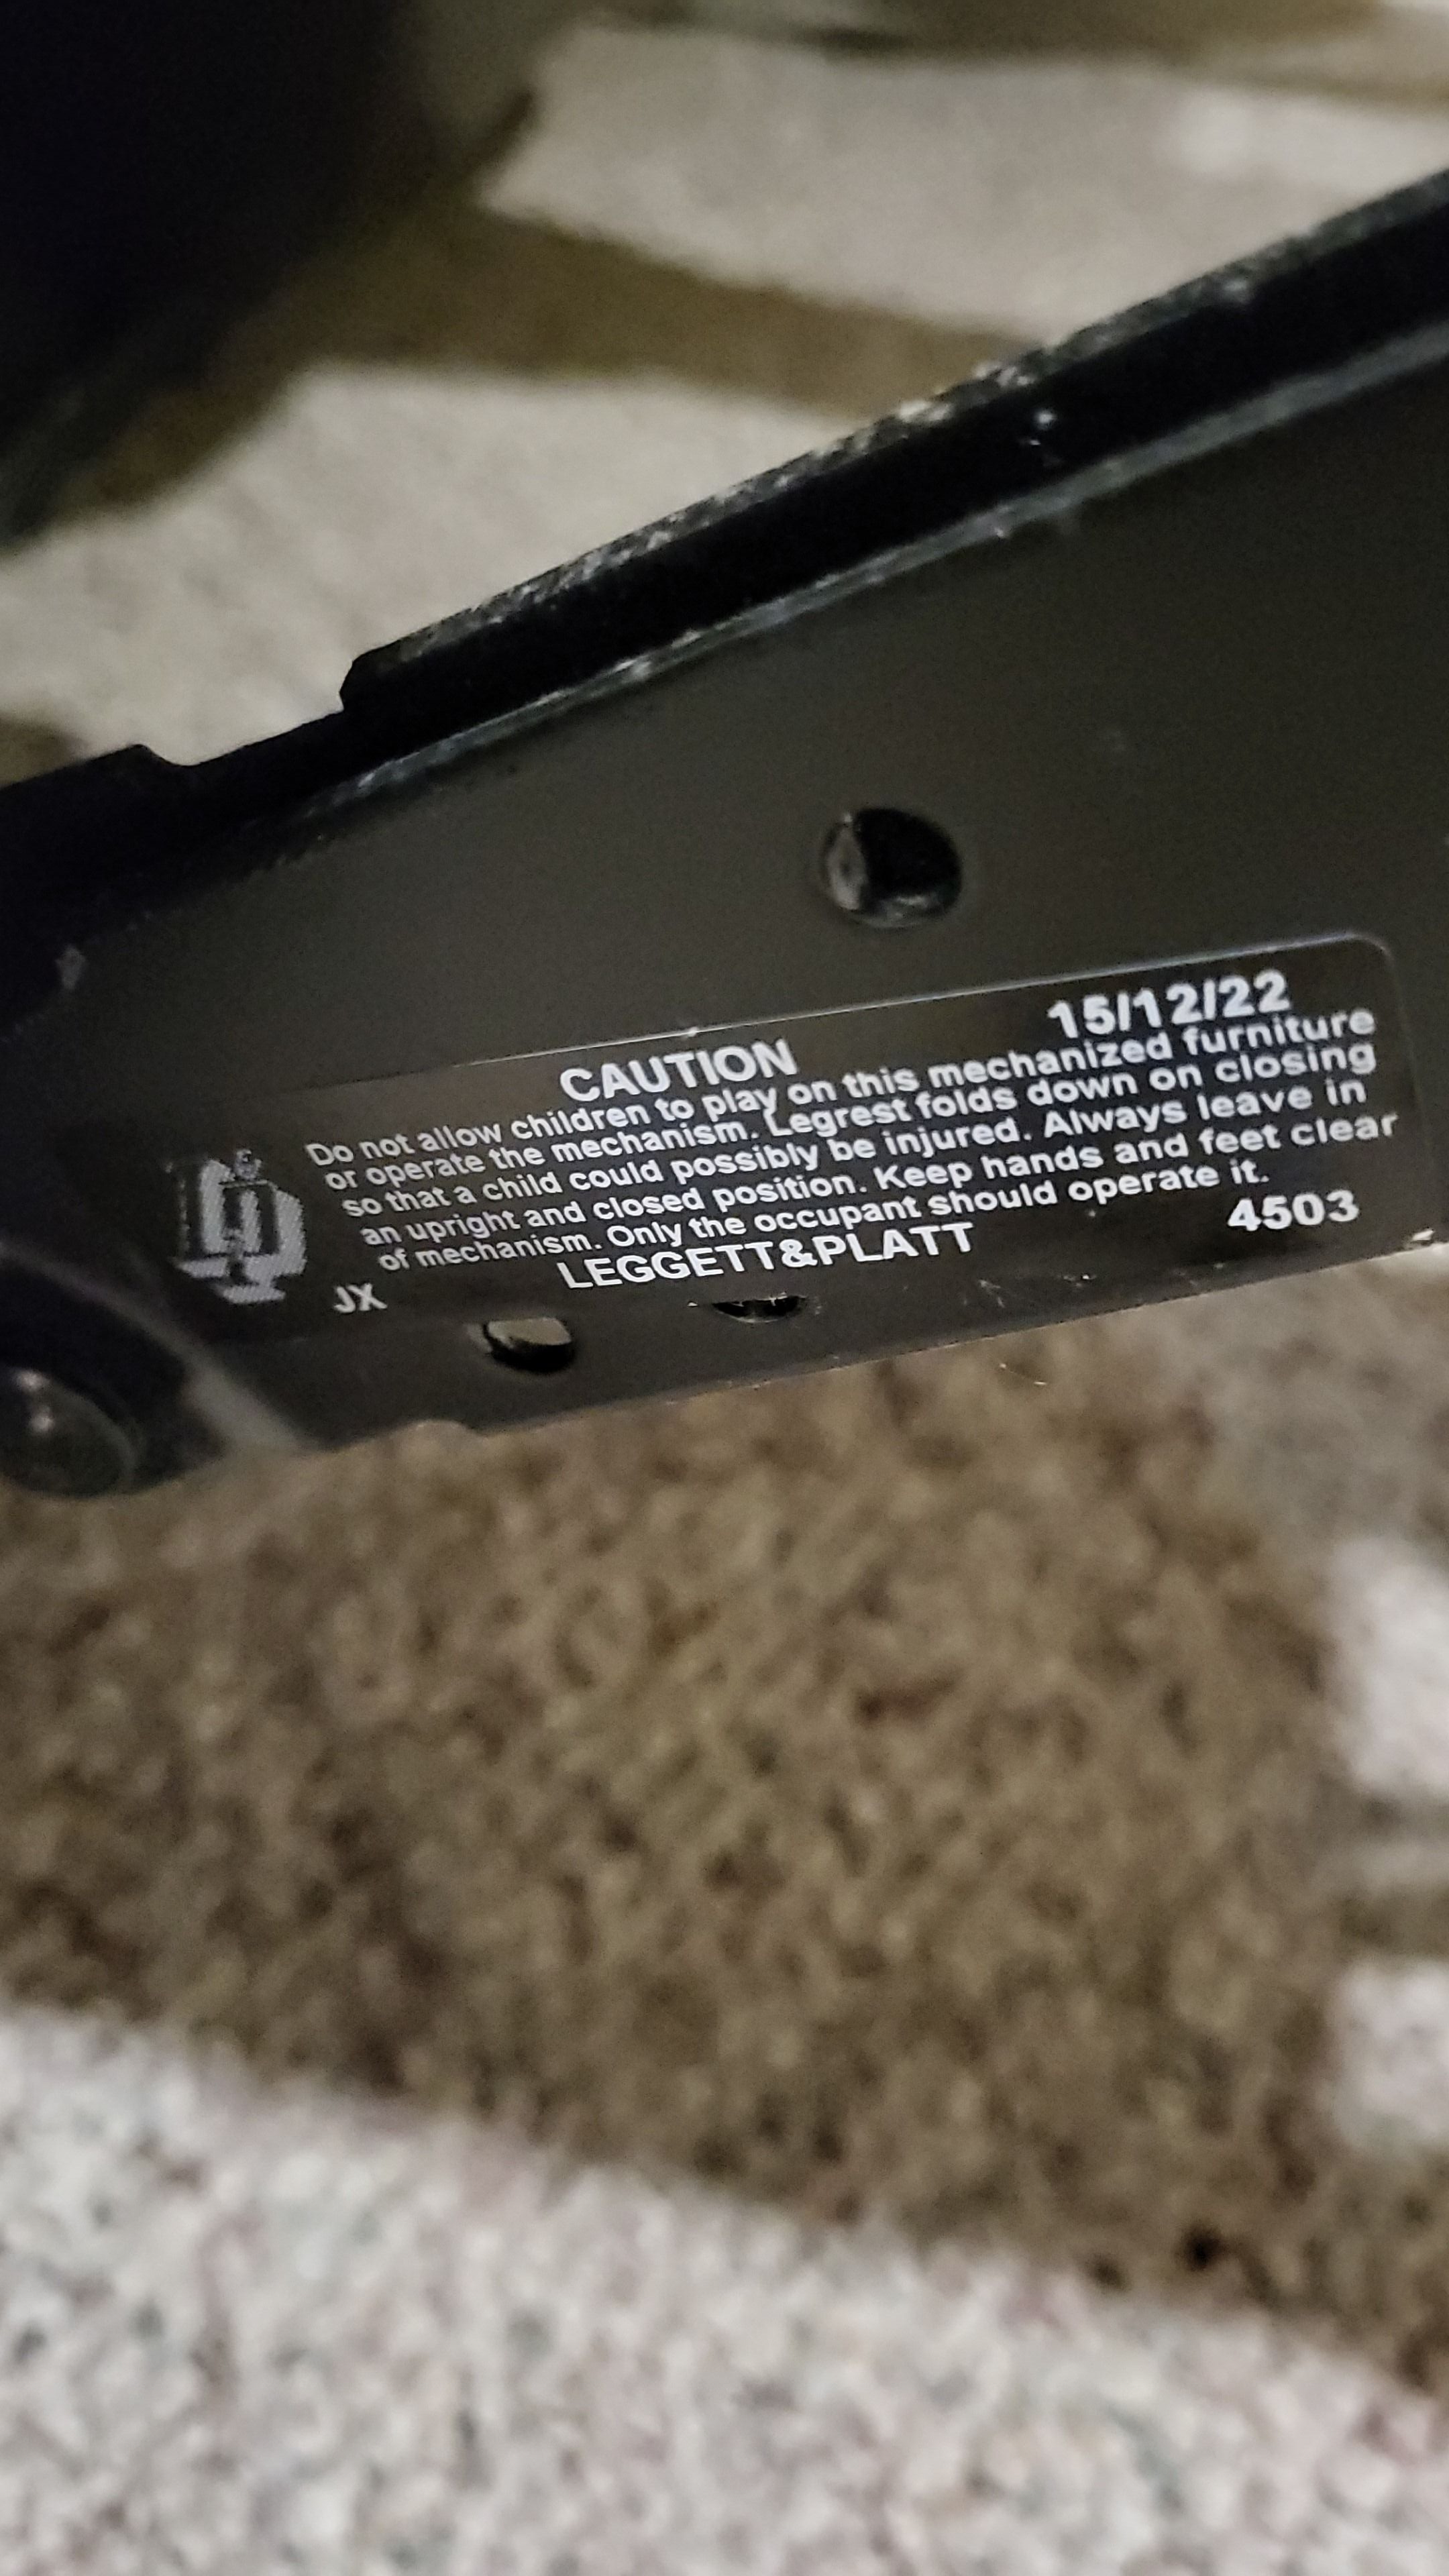 15/12/22
CAUTION
Do not allow children to play on this mechanized furniture
or operate the mechanism. Legrest folds down on closing
so that a child could possibly be injured. Always leave in
an upright and closed position. Keep hands and feet clear
of mechanism. Only the occupant should operate it.
JX LEGGETT&PLATT 4503